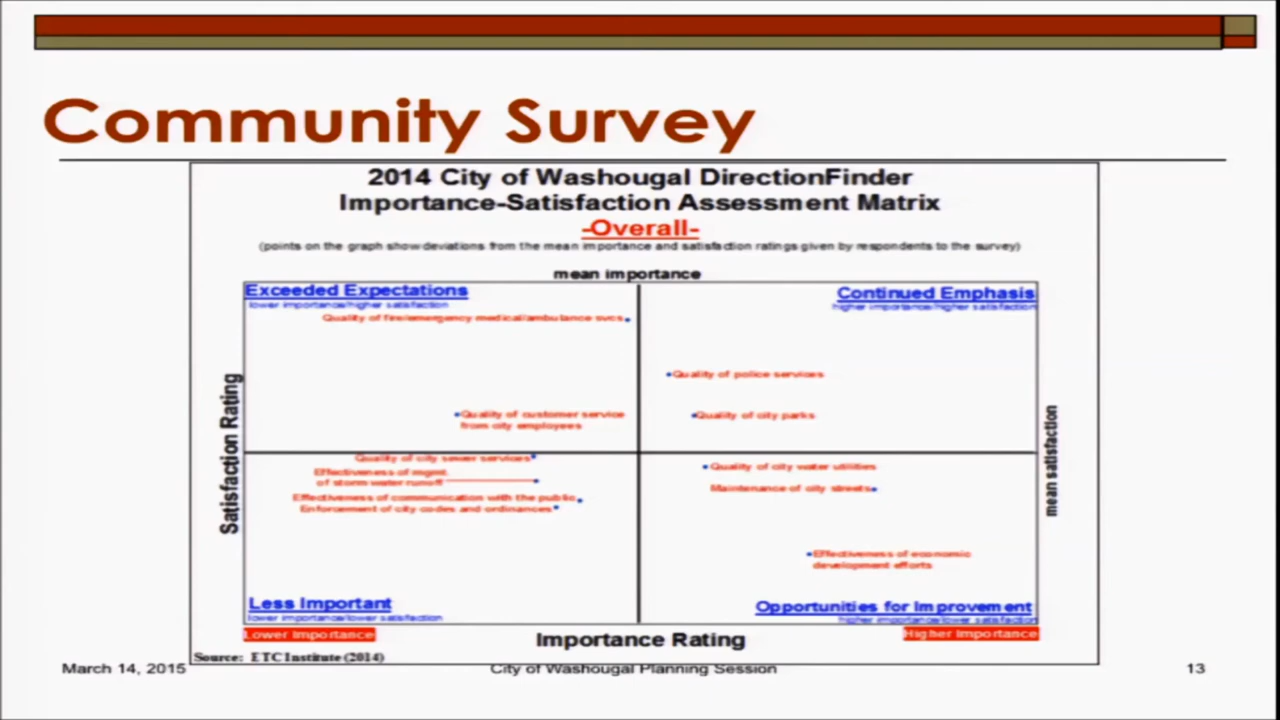 Community Survey
2014 City of Washougal DirectionFinder
Importance-Satisfaction Assessment Matrix
-Overall-
(points on the graph show deviations from the mean importance and satisfaction ratings given by respondents to the survey)
mean importance
Exceeded Expectations
lower importance/higher satisfaction
Continued Emphasis
higher importance/higher satisfaction
Quality of fire/emergency medical/ambulance svcs.
Quality of police services
Quality of customer service
from city employees
Quality of city parks
Satisfaction Rating
mean satisfaction
Quality of city sewer services
Effectiveness of mgmt.
of storm water runoff
Effectiveness of communication with the public
Enforcement of city codes and ordinances
Quality of city water utilities
Maintenance of city streets
Effectiveness of economic
development efforts
Less Important
lower importance/lower satisfaction
Opportunities for Improvement
higher importance/lower satisfaction
Lower Importance
Importance Rating
Higher Importance
Source: ETC Institute (2014)
March 14, 2015
City of Washougal Planning Session
13